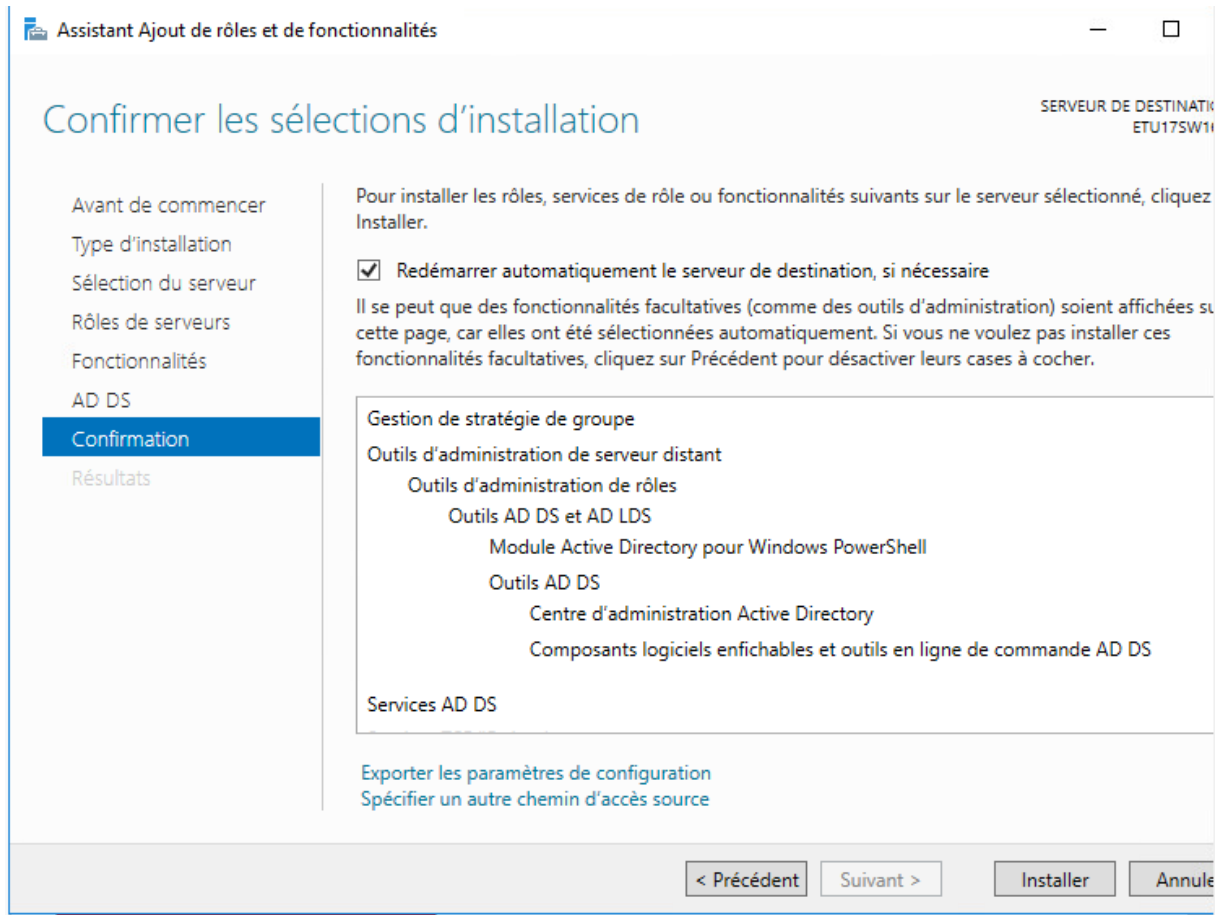 Assistant Ajout de rôles et de fonctionnalités
Confirmer les sélections d'installation
SERVEUR DE DESTINATIO
ETU17SW1
Avant de commencer
Type d'installation
Sélection du serveur
Rôles de serveurs
Fonctionnalités
AD DS
Confirmation
Résultats
Pour installer les rôles, services de rôle ou fonctionnalités suivants sur le serveur sélectionné, cliquez
Installer.
Redémarrer automatiquement le serveur de destination, si nécessaire
Il se peut que des fonctionnalités facultatives (comme des outils d'administration) soient affichées su
cette page, car elles ont été sélectionnées automatiquement. Si vous ne voulez pas installer ces
fonctionnalités facultatives, cliquez sur Précédent pour désactiver leurs cases à cocher.
Gestion de stratégie de groupe
Outils d'administration de serveur distant
Outils d'administration de rôles
Outils AD DS et AD LDS
Module Active Directory pour Windows PowerShell
Outils AD DS
Centre d'administration Active Directory
Composants logiciels enfichables et outils en ligne de commande AD DS
Services AD DS
Exporter les paramètres de configuration
Spécifier un autre chemin d'accès source
< Précédent
Suivant >
Installer
Annule